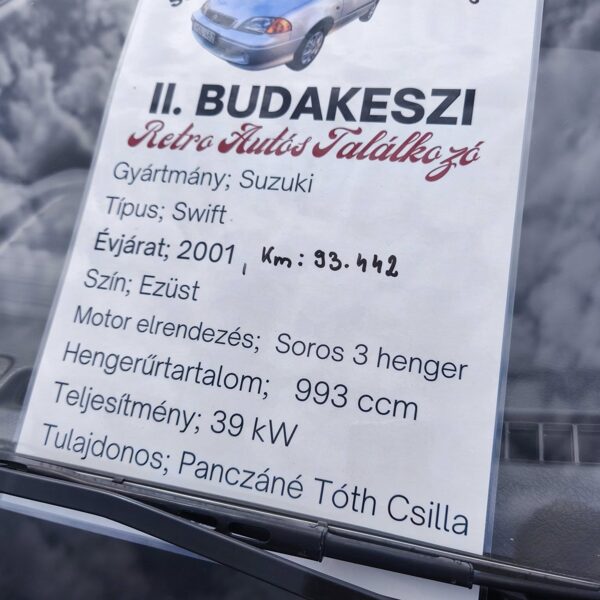 II. BUDAKESZI
Retro Autós Találkozó
Gyártmány; Suzuki
Típus; Swift
Évjárat; 2001, Km: 93.442
Szín; Ezüst
Motor elrendezés; Soros 3 henger
Hengerűrtartalom; 993 ccm
Teljesítmény; 39 kW
Tulajdonos; Panczáné Tóth Csilla